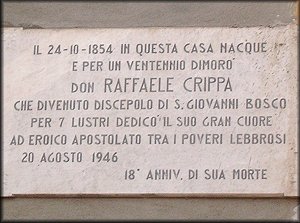 IL 24-10-1854 IN QUESTA CASA NACQUE
E PER UN VENTENNIO DIMORÒ
DON RAFFAELE CRIPPA
CHE DIVENUTO DISCEPOLO DI S. GIOVANNI BOSCO
PER 7 LUSTRI DEDICÒ IL SUO GRAN CUORE
AD EROICO APOSTOLATO TRA I POVERI LEBBROSI
20 AGOSTO 1946
18° ANNIV. DI SUA MORTE